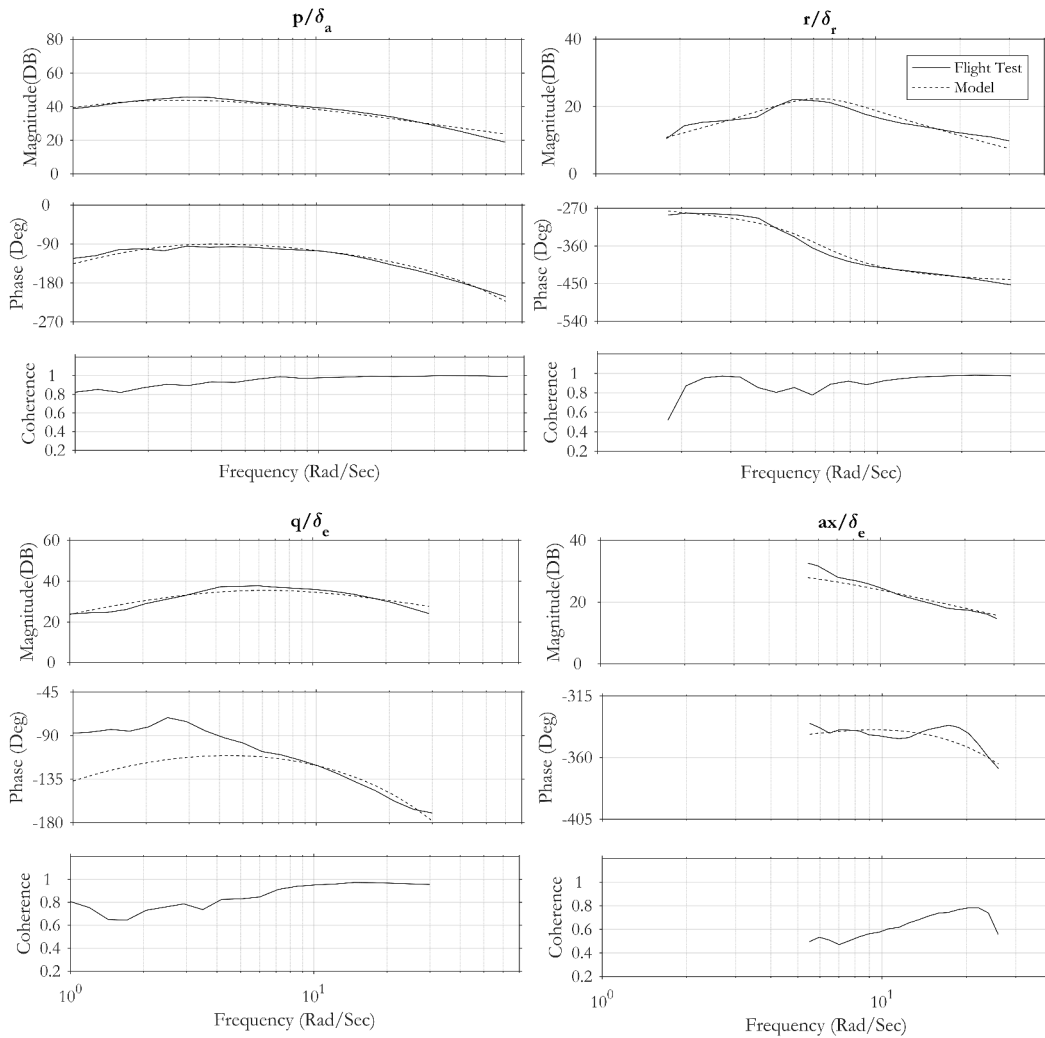 p/δa
Magnitude(DB)
80
60
40
20
0
Phase (Deg)
0
-90
-180
-270
Coherence
1
0.8
0.6
0.4
0.2
Frequency (Rad/Sec)
r/δr
Magnitude(DB)
40
20
0
Flight Test
Model
Phase (Deg)
-270
-360
-450
-540
Coherence
1
0.8
0.6
0.4
0.2
Frequency (Rad/Sec)
q/δe
Magnitude(DB)
60
40
20
0
Phase (Deg)
-45
-90
-135
-180
Coherence
1
0.8
0.6
0.4
0.2
10^0
10^1
Frequency (Rad/Sec)
ax/δe
Magnitude(DB)
40
20
0
Phase (Deg)
-315
-360
-405
Coherence
1
0.8
0.6
0.4
0.2
10^0
10^1
Frequency (Rad/Sec)